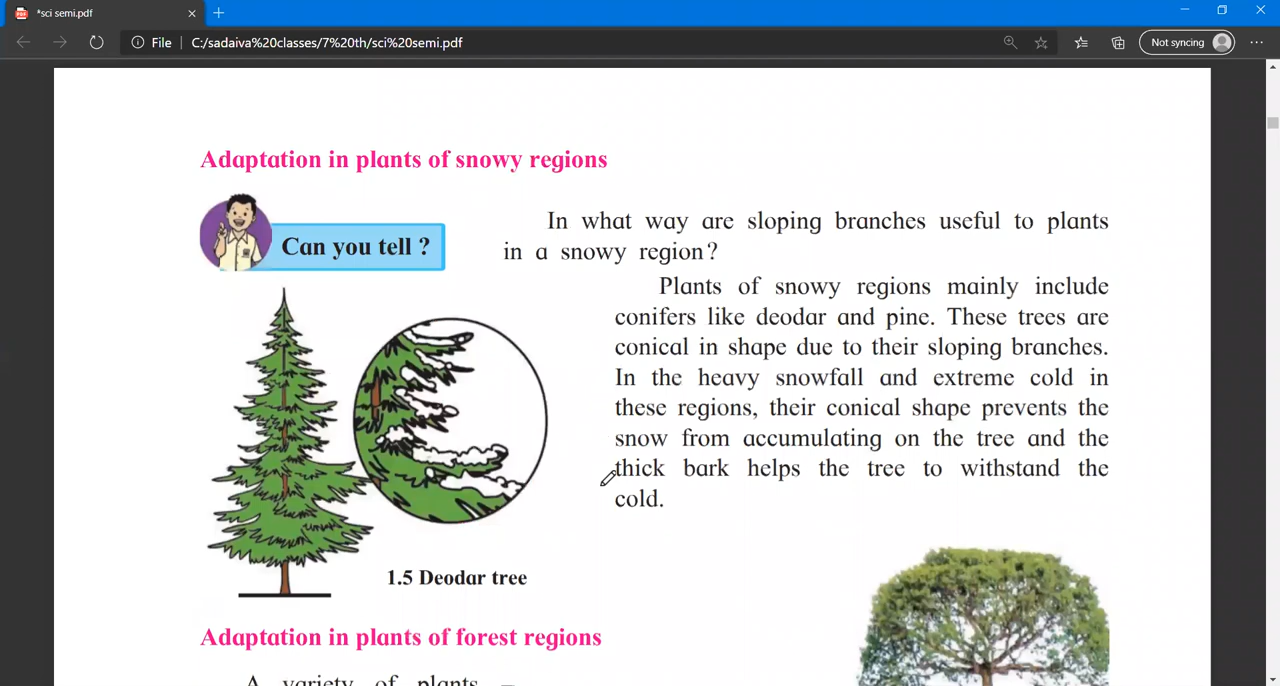 *sci semi.pdf
File
C:/sadaiva%20classes/7%20th/sci%20semi.pdf
Not syncing
Adaptation in plants of snowy regions
Can you tell ?
In what way are sloping branches useful to plants
in a snowy region?
Plants of snowy regions mainly include
conifers like deodar and pine. These trees are
conical in shape due to their sloping branches.
In the heavy snowfall and extreme cold in
these regions, their conical shape prevents the
snow from accumulating on the tree and the
thick bark helps the tree to withstand the
cold.
1.5 Deodar tree
Adaptation in plants of forest regions
A variety of plants